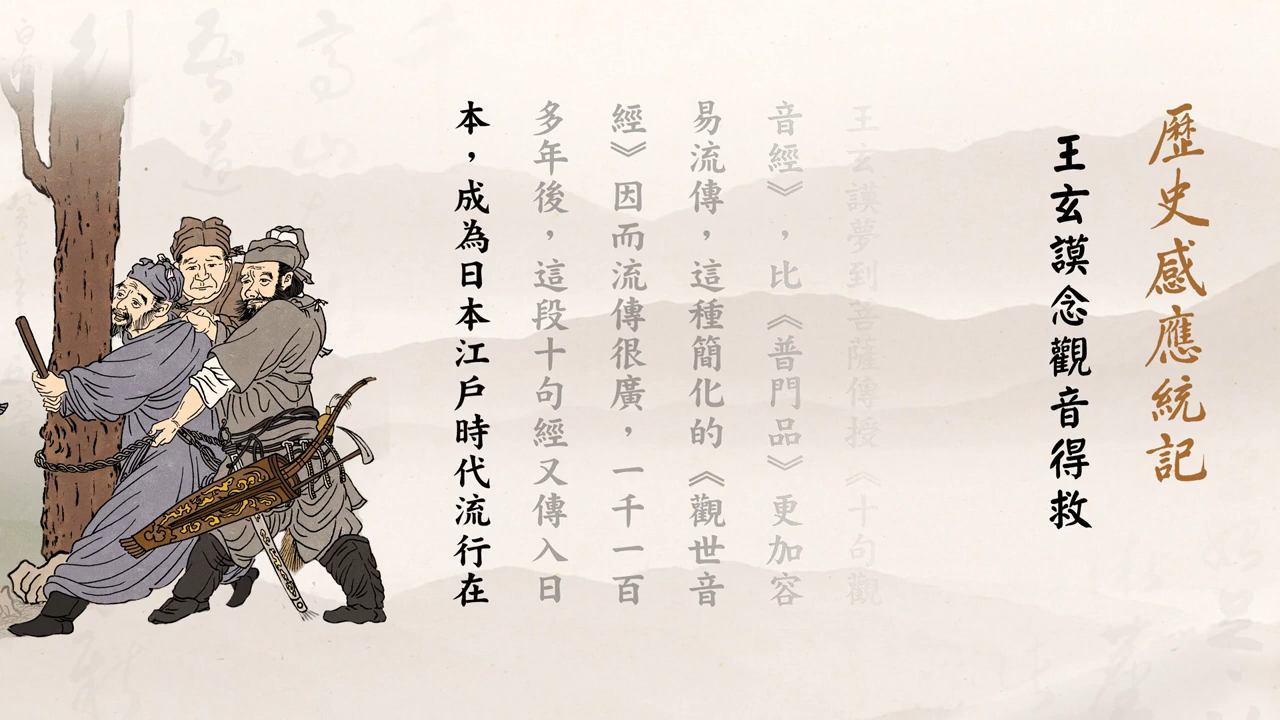 歷史感應統記
王玄謨念觀音得救
王玄謨夢到菩薩傳授《十句觀
音經》，比《普門品》更加容
易流傳，這種簡化的《觀世音
經》因而流傳很廣，一千一百
多年後，這段十句經又傳入日
本，成為日本江戶時代流行在